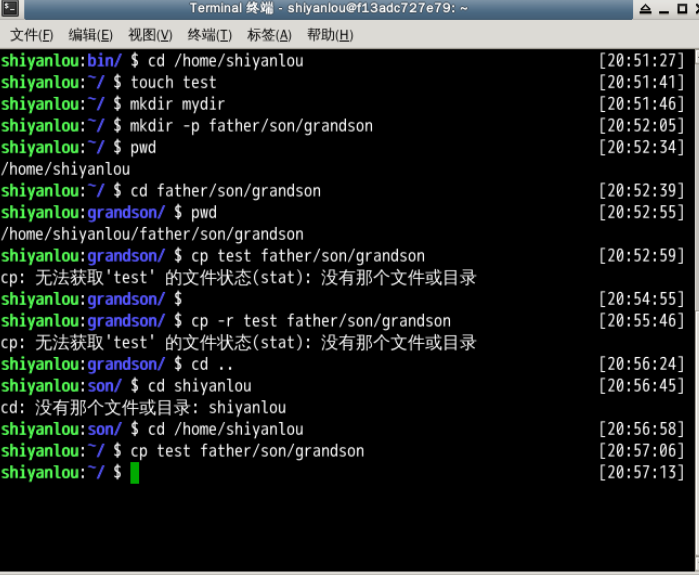 Terminal 终端 - shiyanlou@f13adc727e79: ~
文件(F) 编辑(E) 视图(V) 终端(T) 标签(A) 帮助(H)
shiyanlou:bin/ $ cd /home/shiyanlou [20:51:27]
shiyanlou:~/ $ touch test [20:51:41]
shiyanlou:~/ $ mkdir mydir [20:51:46]
shiyanlou:~/ $ mkdir -p father/son/grandson [20:52:05]
shiyanlou:~/ $ pwd [20:52:34]
/home/shiyanlou
shiyanlou:~/ $ cd father/son/grandson [20:52:39]
shiyanlou:grandson/ $ pwd [20:52:55]
/home/shiyanlou/father/son/grandson
shiyanlou:grandson/ $ cp test father/son/grandson [20:52:59]
cp: 无法获取'test' 的文件状态(stat): 没有那个文件或目录
shiyanlou:grandson/ $ [20:54:55]
shiyanlou:grandson/ $ cp -r test father/son/grandson [20:55:46]
cp: 无法获取'test' 的文件状态(stat): 没有那个文件或目录
shiyanlou:grandson/ $ cd .. [20:56:24]
shiyanlou:son/ $ cd shiyanlou [20:56:45]
cd: 没有那个文件或目录: shiyanlou
shiyanlou:son/ $ cd /home/shiyanlou [20:56:58]
shiyanlou:~/ $ cp test father/son/grandson [20:57:06]
shiyanlou:~/ $ [20:57:13]